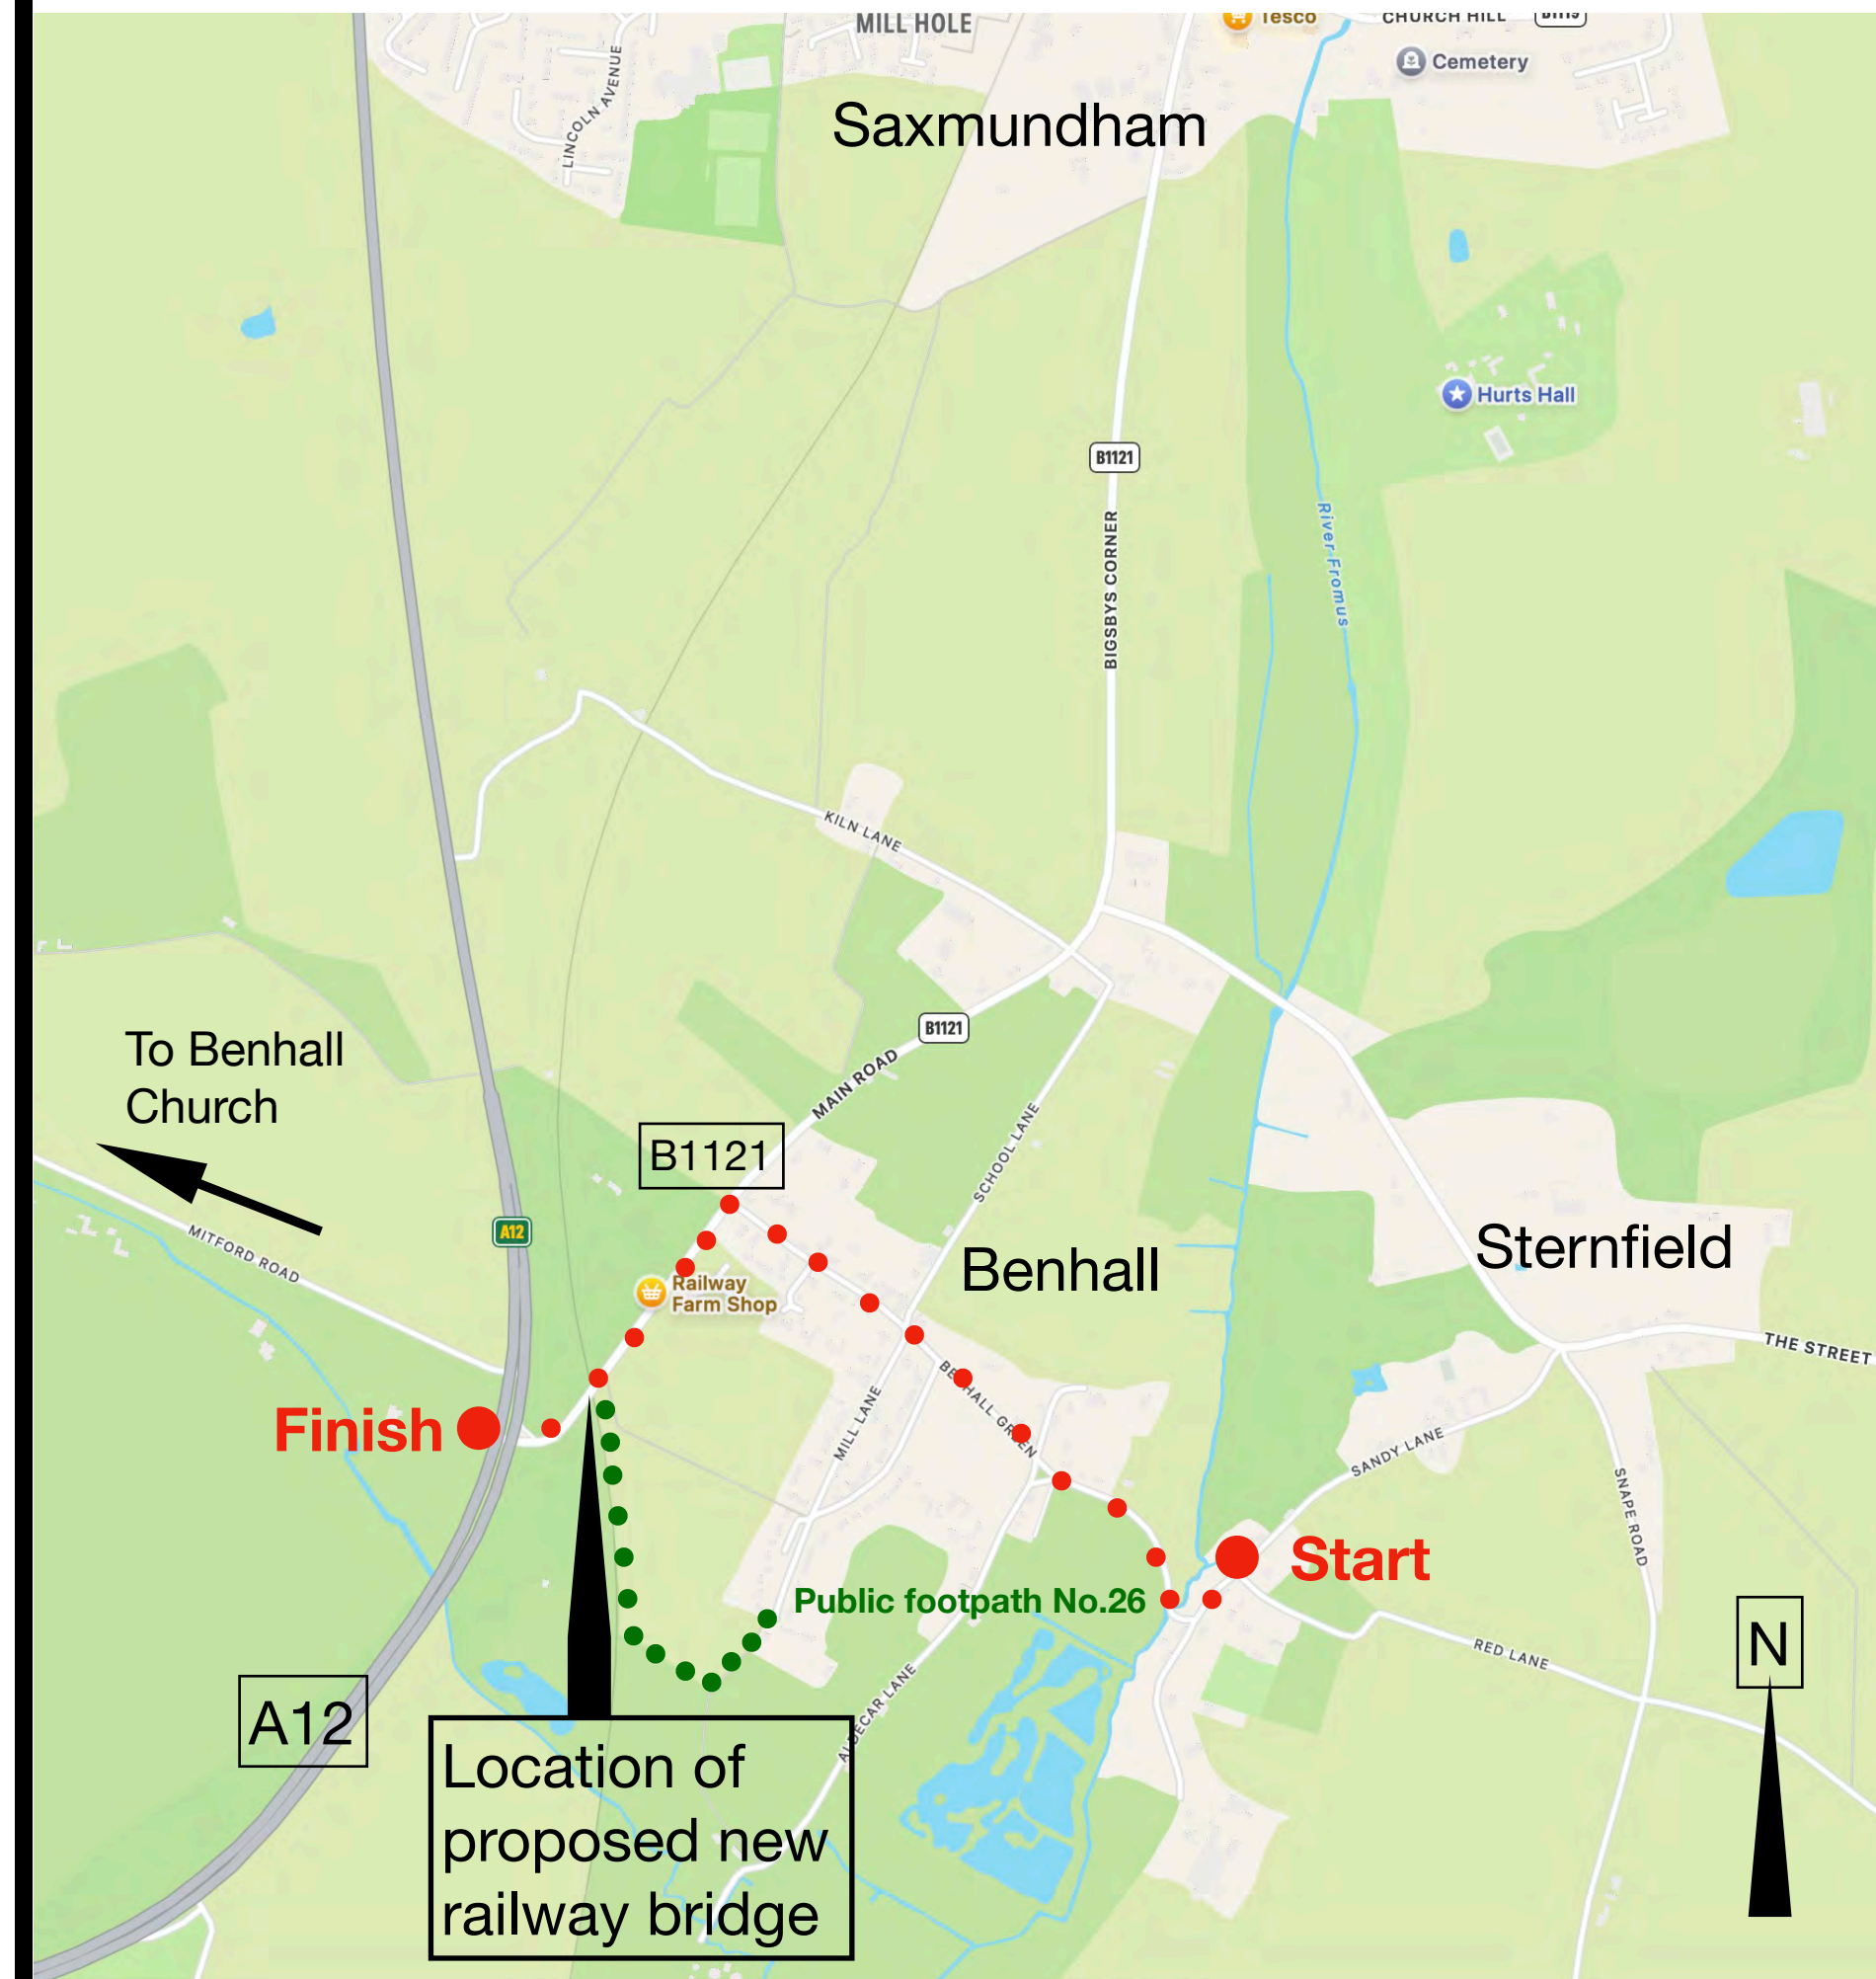 MILL HOLE
Tesco
CHURCH HILL
B1119
Cemetery
LINCOLN AVENUE
Saxmundham
Hurts Hall
B1121
BIGSBYS CORNER
River Fromus
KILN LANE
To Benhall
Church
B1121
MAIN ROAD
SCHOOL LANE
B1121
A12
MITFORD ROAD
Benhall
Sternfield
Railway
Farm Shop
THE STREET
BENHALL GREEN
MILL LANE
Finish
SANDY LANE
SNAPE ROAD
Start
Public footpath No.26
RED LANE
N
A12
ALDECAR LANE
Location of
proposed new
railway bridge